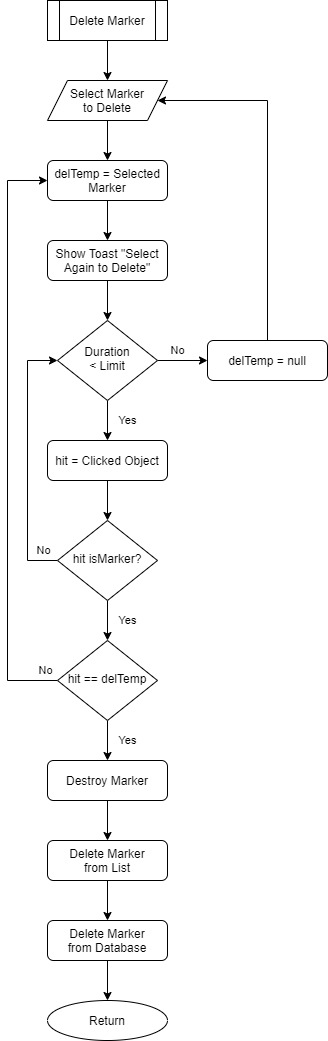 Delete Marker
Select Marker
to Delete
delTemp = Selected
Marker
Show Toast "Select
Again to Delete"
Duration
< Limit
No
delTemp = null
Yes
hit = Clicked Object
hit isMarker?
No
Yes
hit == delTemp
No
Yes
Destroy Marker
Delete Marker
from List
Delete Marker
from Database
Return